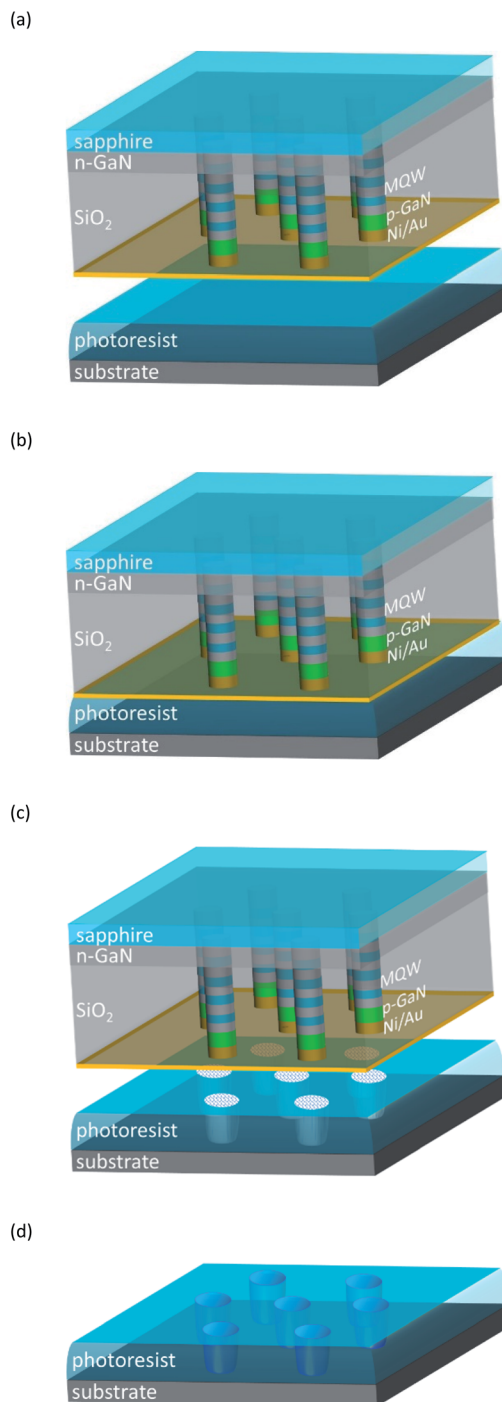 (a)
sapphire
n-GaN
SiO₂
MQW
p-GaN
Ni/Au
photoresist
substrate
(b)
sapphire
n-GaN
SiO₂
MQW
p-GaN
Ni/Au
photoresist
substrate
(c)
sapphire
n-GaN
SiO₂
MQW
p-GaN
Ni/Au
photoresist
substrate
(d)
photoresist
substrate